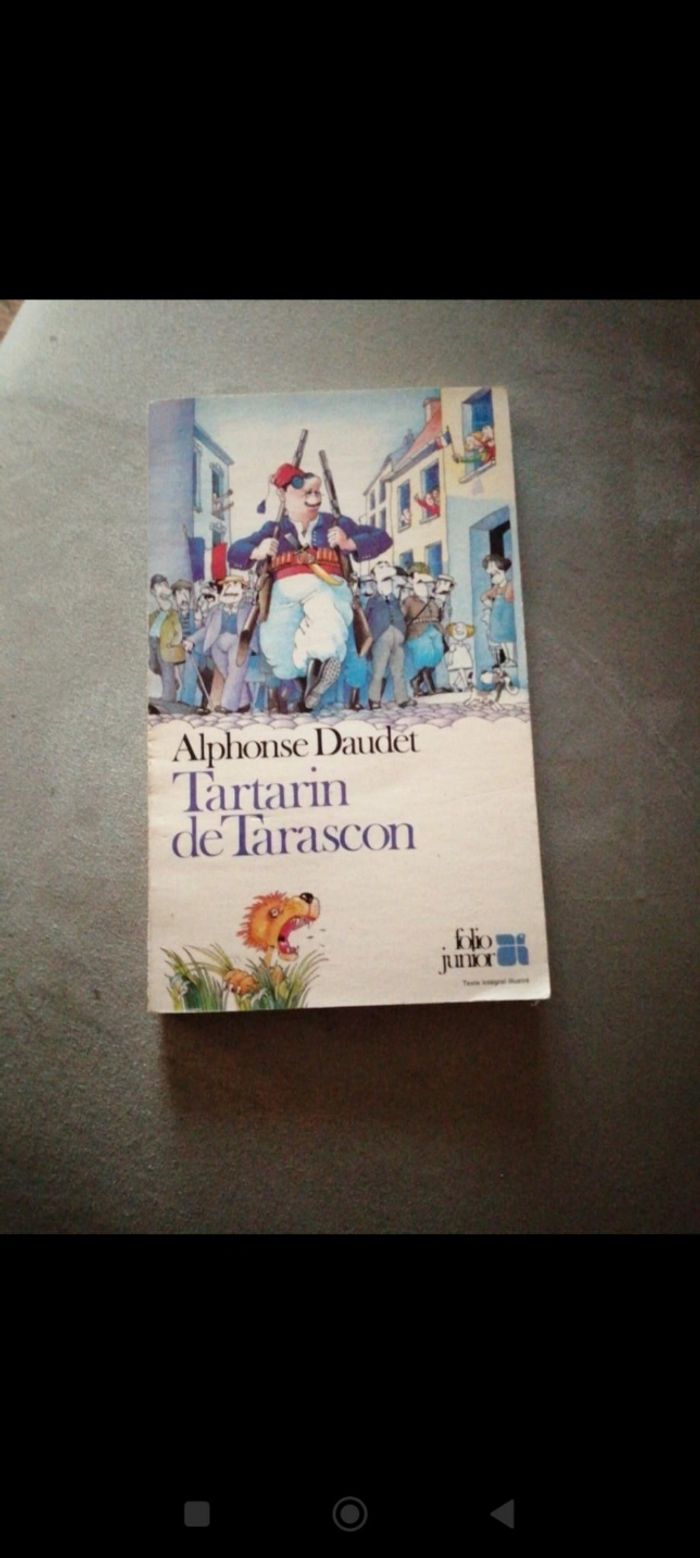 Alphonse Daudet
Tartarin
de Tarascon
folio
junior
Texte intégral illustré